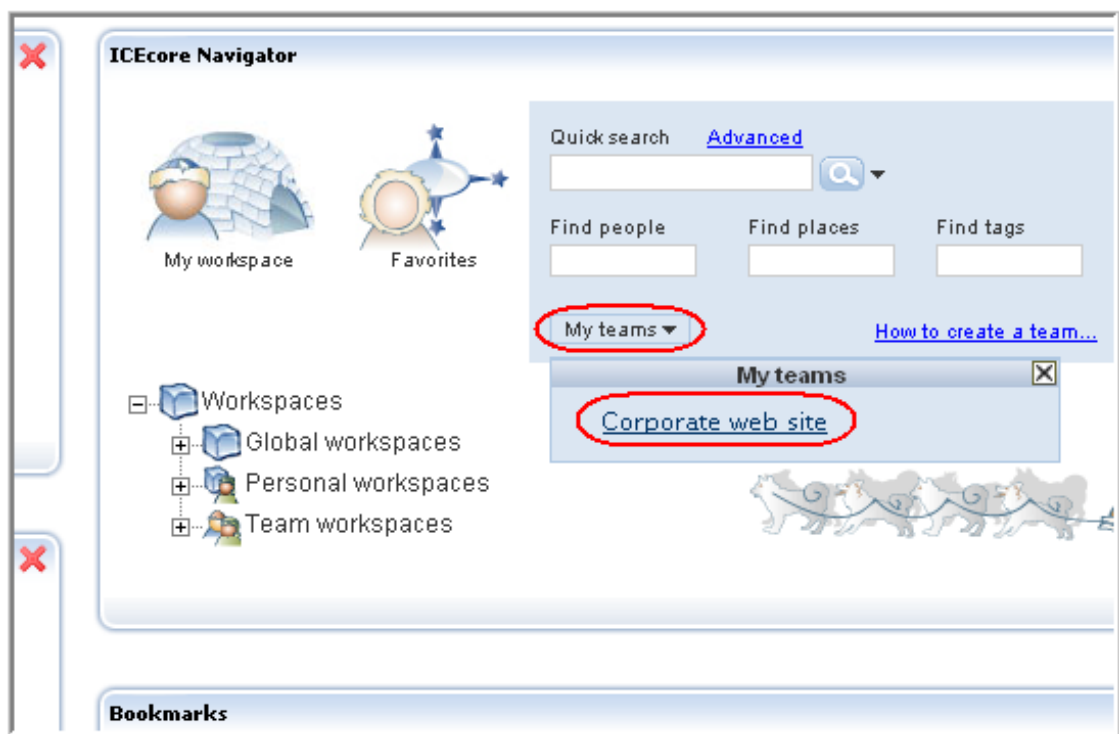 ICEcore Navigator
Quick search Advanced
Find people Find places Find tags
My workspace Favorites
My teams How to create a team...
My teams
Corporate web site
Workspaces
Global workspaces
Personal workspaces
Team workspaces
Bookmarks